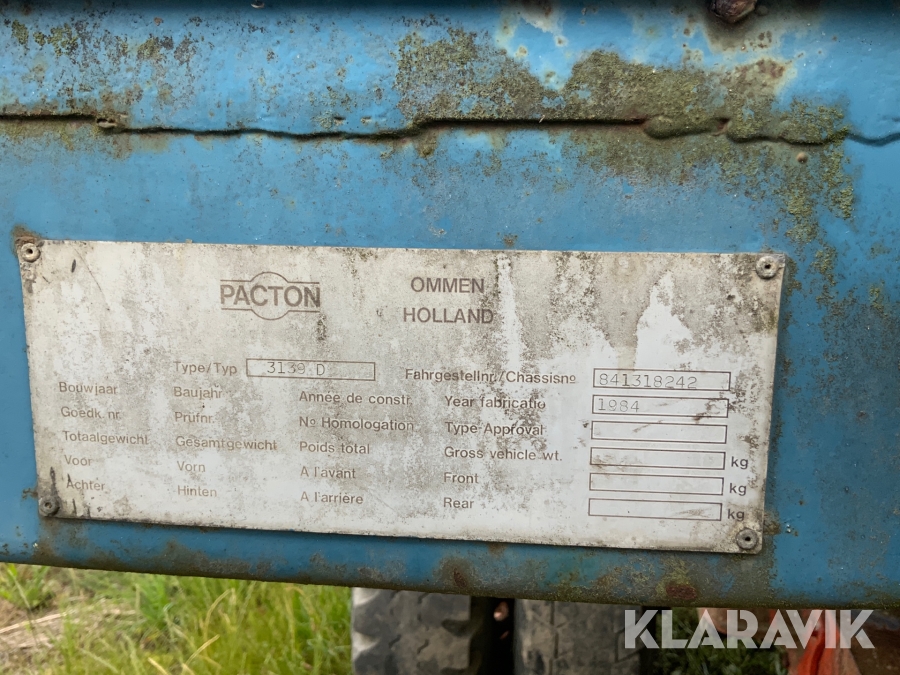 PACTON
OMMEN
HOLLAND
Type/Typ 3139.D Fahrgestellnr./Chassisno 841318242
Bouwjaar Baujahr Année de constr. Year fabricatio 1984
Goedk. nr. Prüfnr. No Homologation Type-Approval
Totaalgewicht Gesamtgewicht Poids total Gross vehicle wt. kg
Voor Vorn A l'avant Front kg
Achter Hinten A l'arrière Rear kg
KLARAVIK